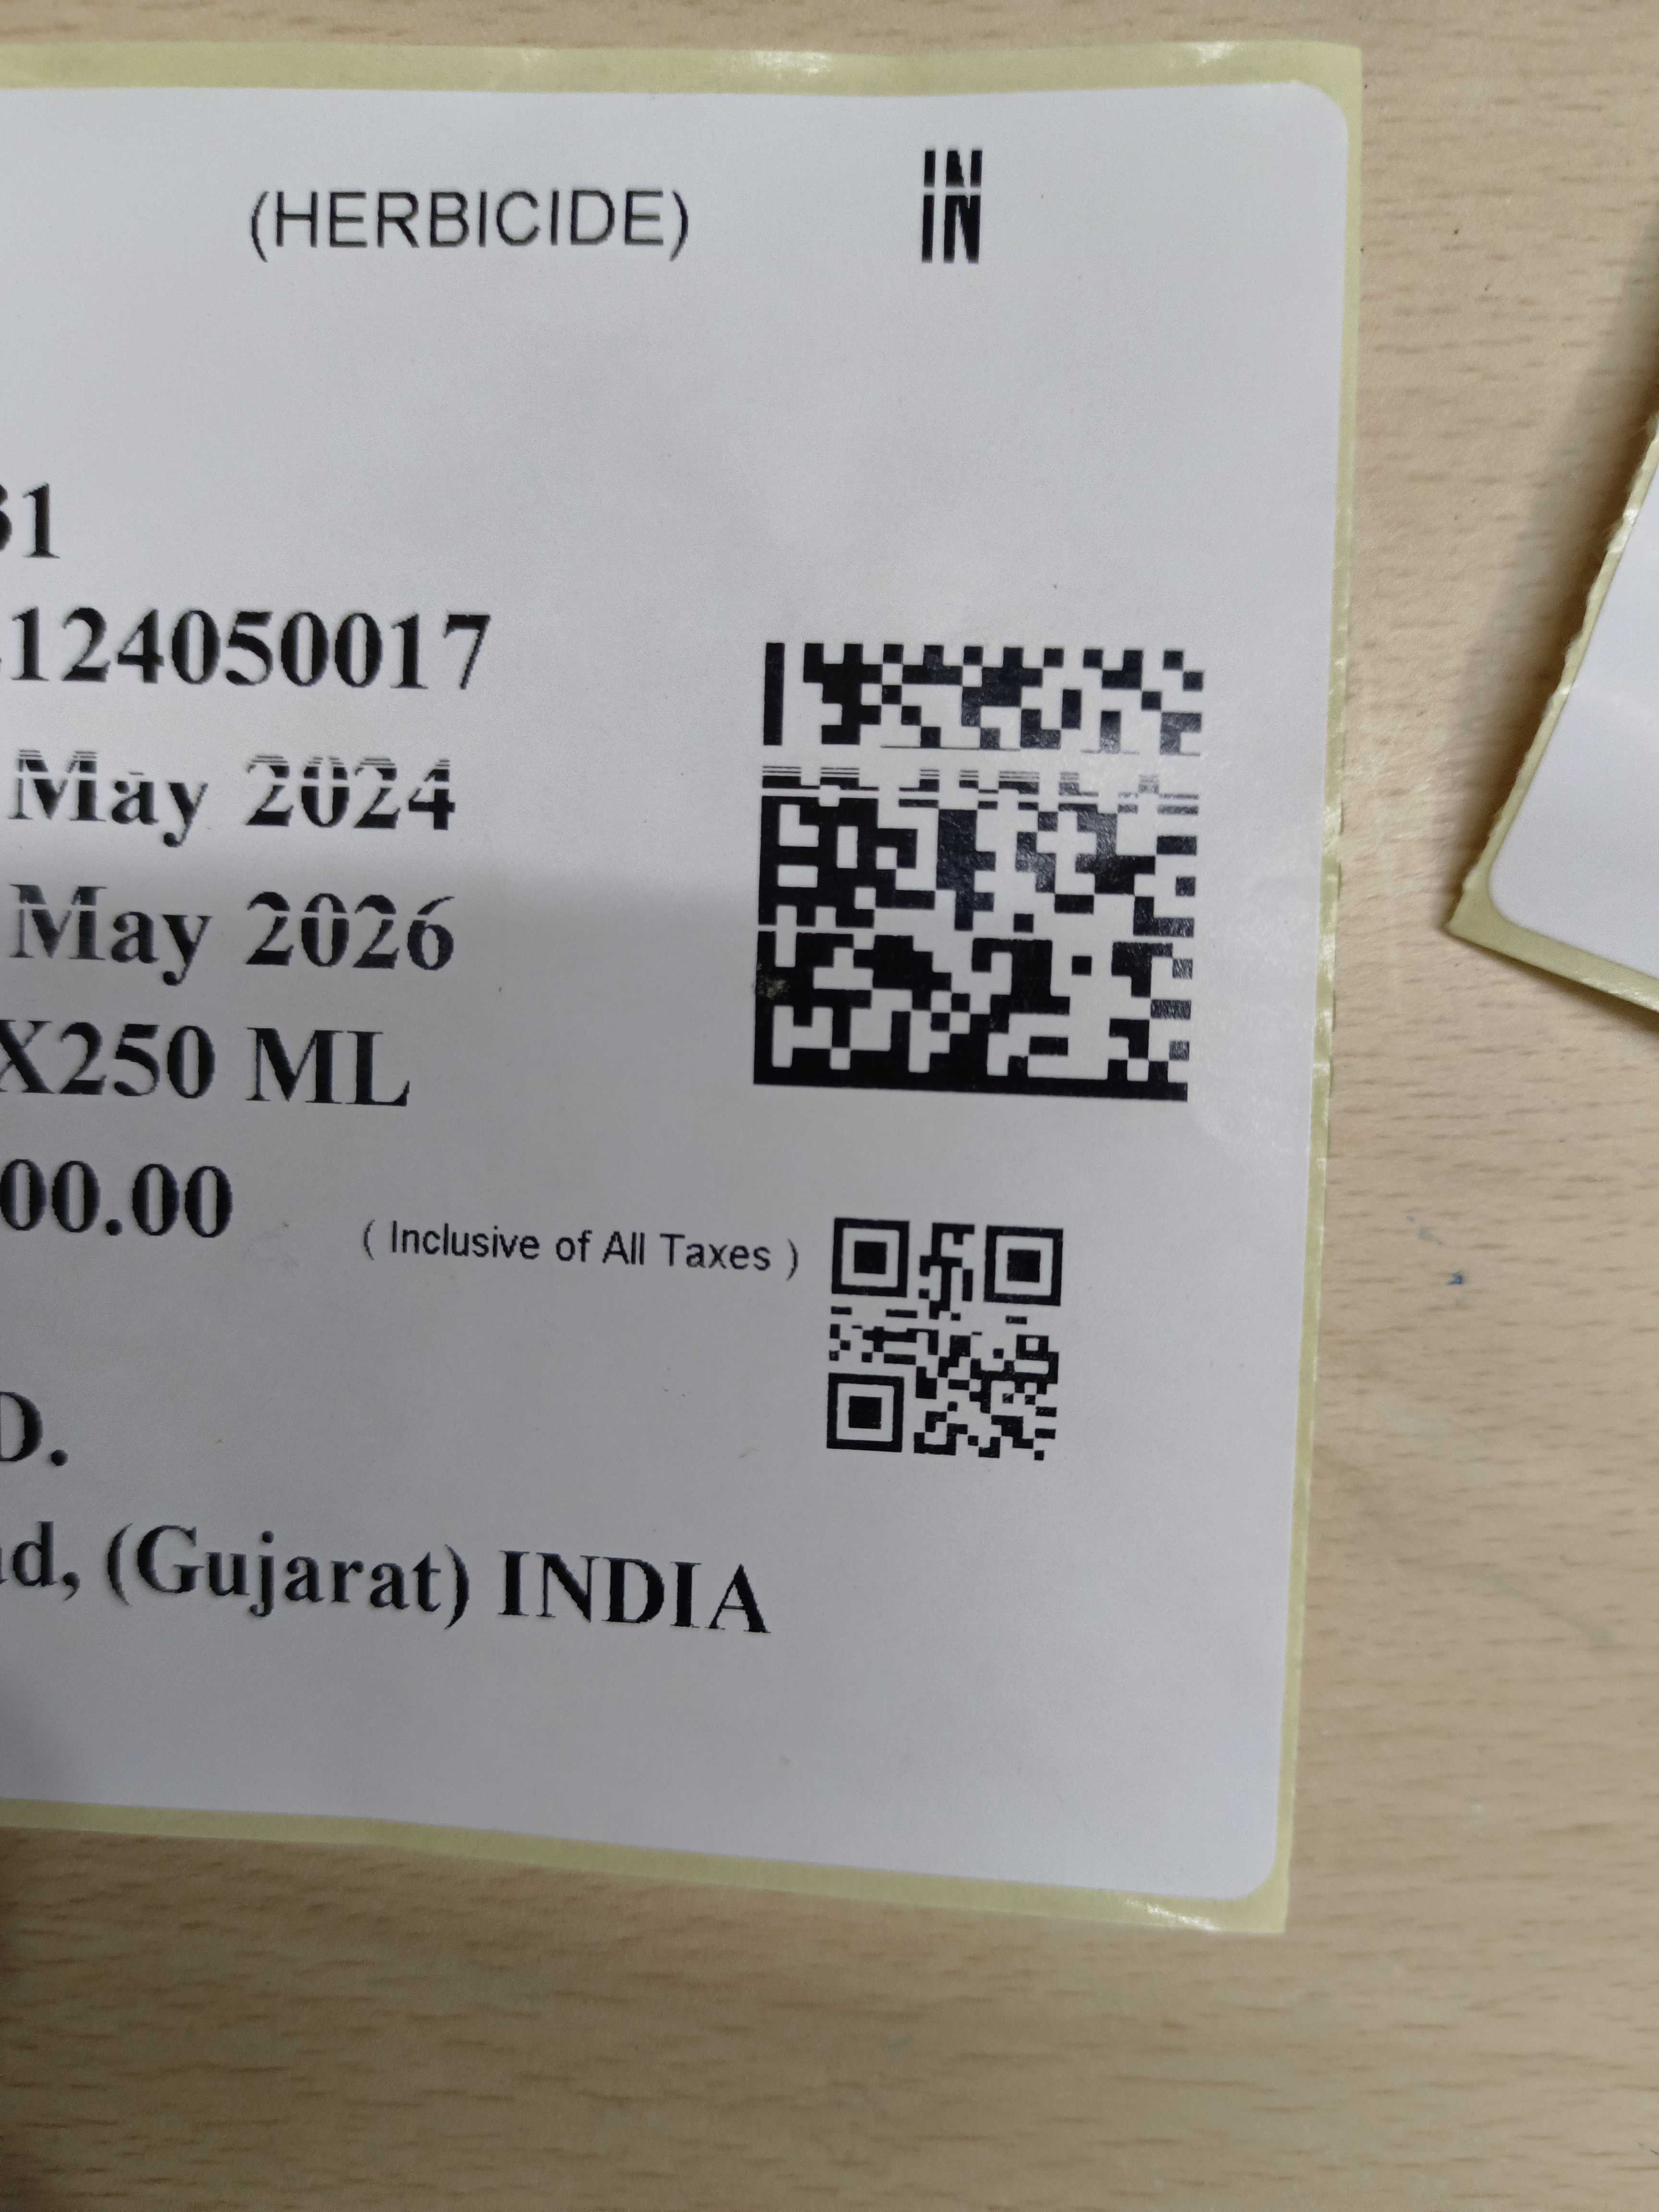 (HERBICIDE) IN
124050017
May 2024
May 2026
X250 ML
00.00 ( Inclusive of All Taxes )
D.
d, (Gujarat) INDIA